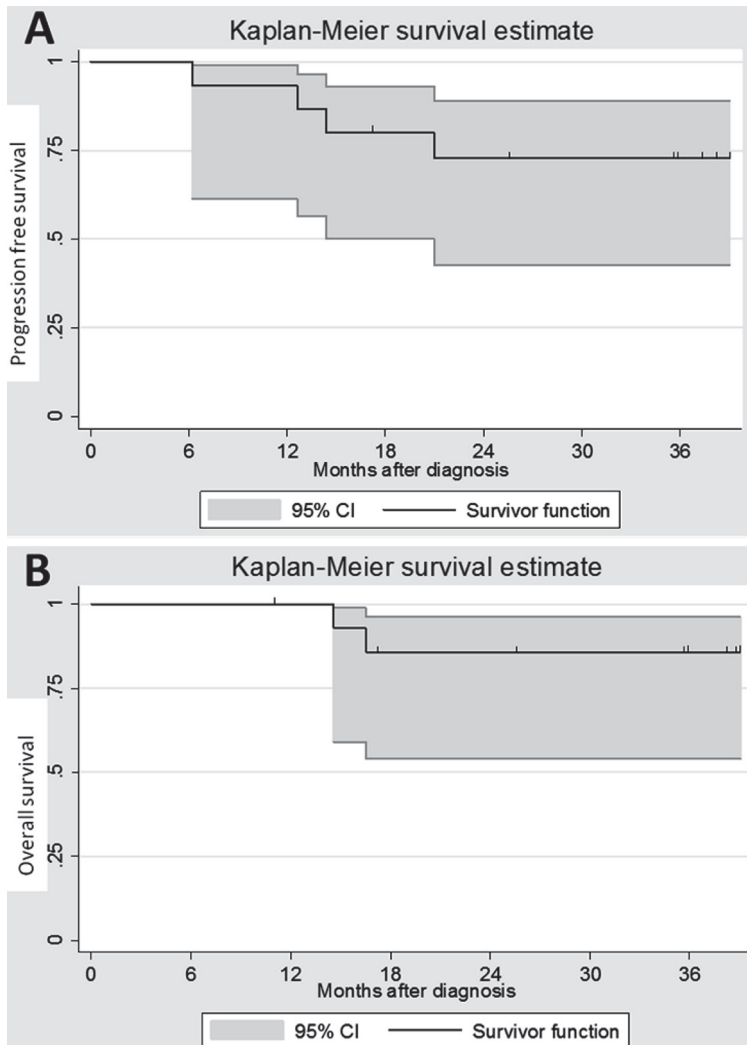 A
Kaplan-Meier survival estimate
Progression free survival
1
.75
.5
.25
0
0 6 12 18 24 30 36
Months after diagnosis
95% CI Survivor function
B
Kaplan-Meier survival estimate
Overall survival
1
.75
.5
.25
0
0 6 12 18 24 30 36
Months after diagnosis
95% CI Survivor function